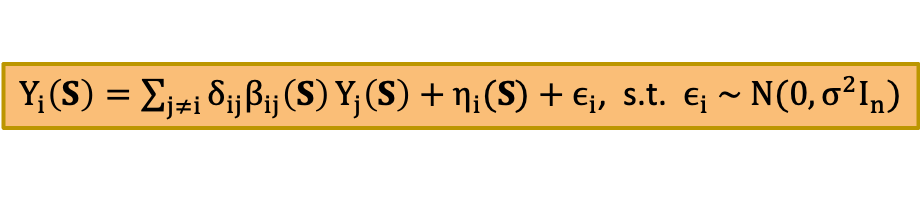 Yᵢ(𝐒) = ∑ⱼ≠ᵢ δᵢⱼβᵢⱼ(𝐒) Yⱼ(𝐒) + ηᵢ(𝐒) + ϵᵢ, s.t. ϵᵢ ~ N(0, σ²Iₙ)